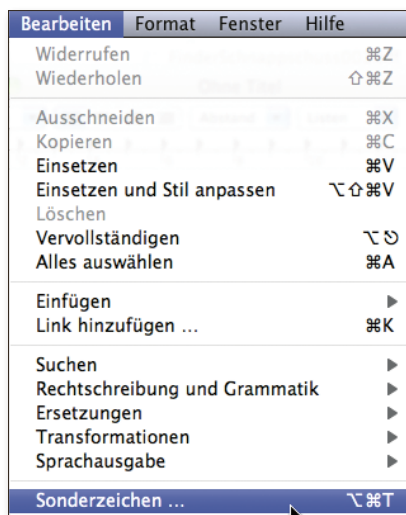 Bearbeiten Format Fenster Hilfe
Widerrufen ⌘Z
Wiederholen ⇧⌘Z
Ausschneiden ⌘X
Kopieren ⌘C
Einsetzen ⌘V
Einsetzen und Stil anpassen ⌥⇧⌘V
Löschen
Vervollständigen ⌥⎋
Alles auswählen ⌘A
Einfügen ▶
Link hinzufügen ... ⌘K
Suchen ▶
Rechtschreibung und Grammatik ▶
Ersetzungen ▶
Transformationen ▶
Sprachausgabe ▶
Sonderzeichen ... ⌥⌘T